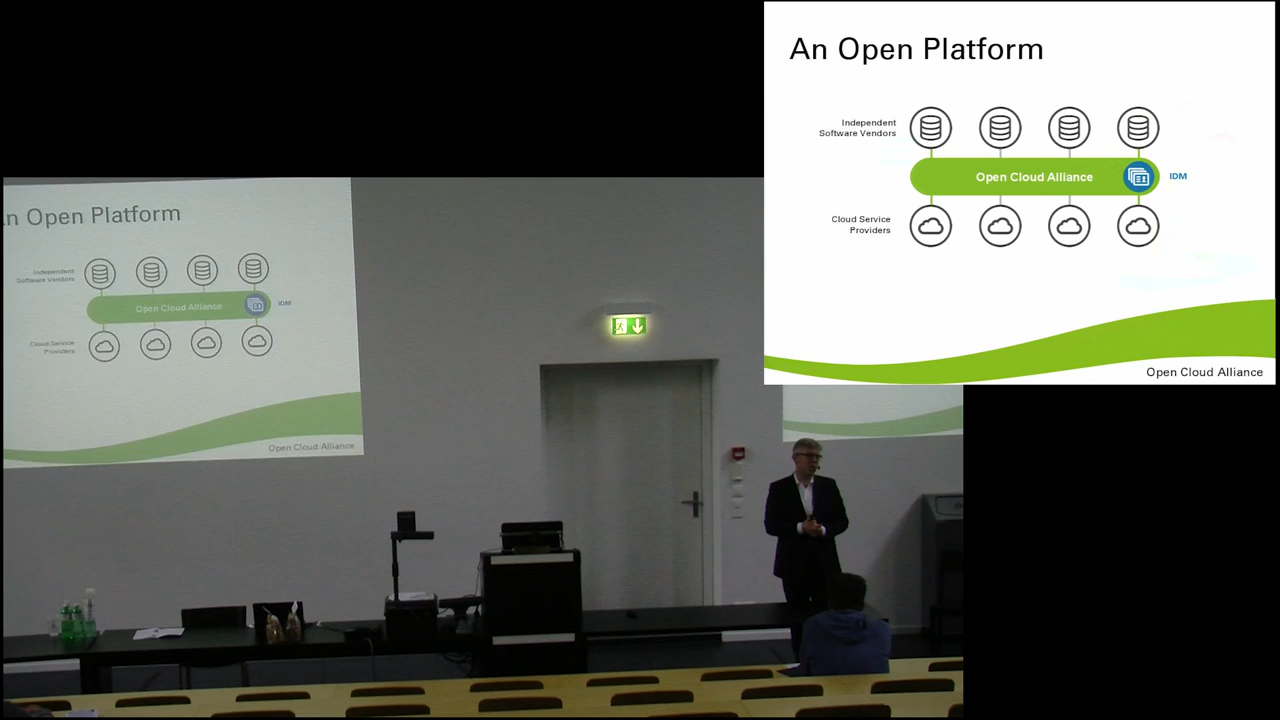 An Open Platform
Independent
Software Vendors
Open Cloud Alliance
IDM
Cloud Service
Providers
Open Cloud Alliance
n Open Platform
Independent
Software Vendors
Open Cloud Alliance
IDM
Cloud Service
Providers
Open Cloud Alliance